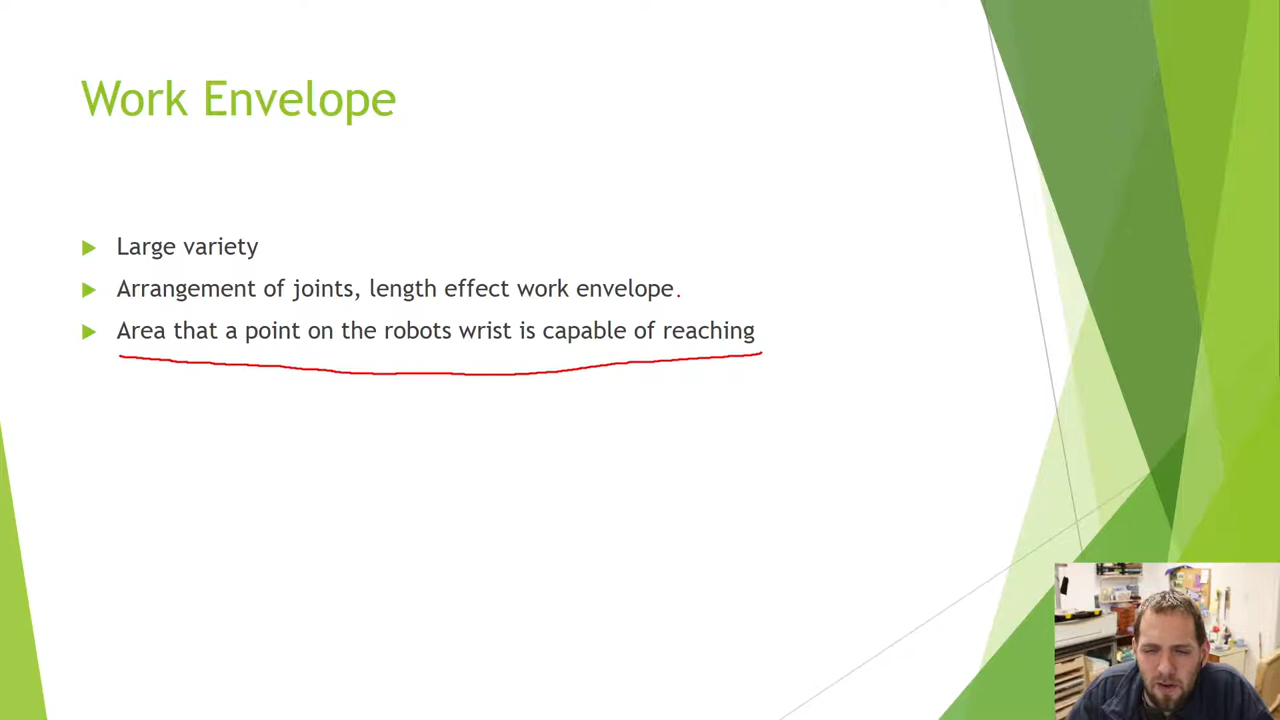 Work Envelope
Large variety
Arrangement of joints, length effect work envelope.
Area that a point on the robots wrist is capable of reaching